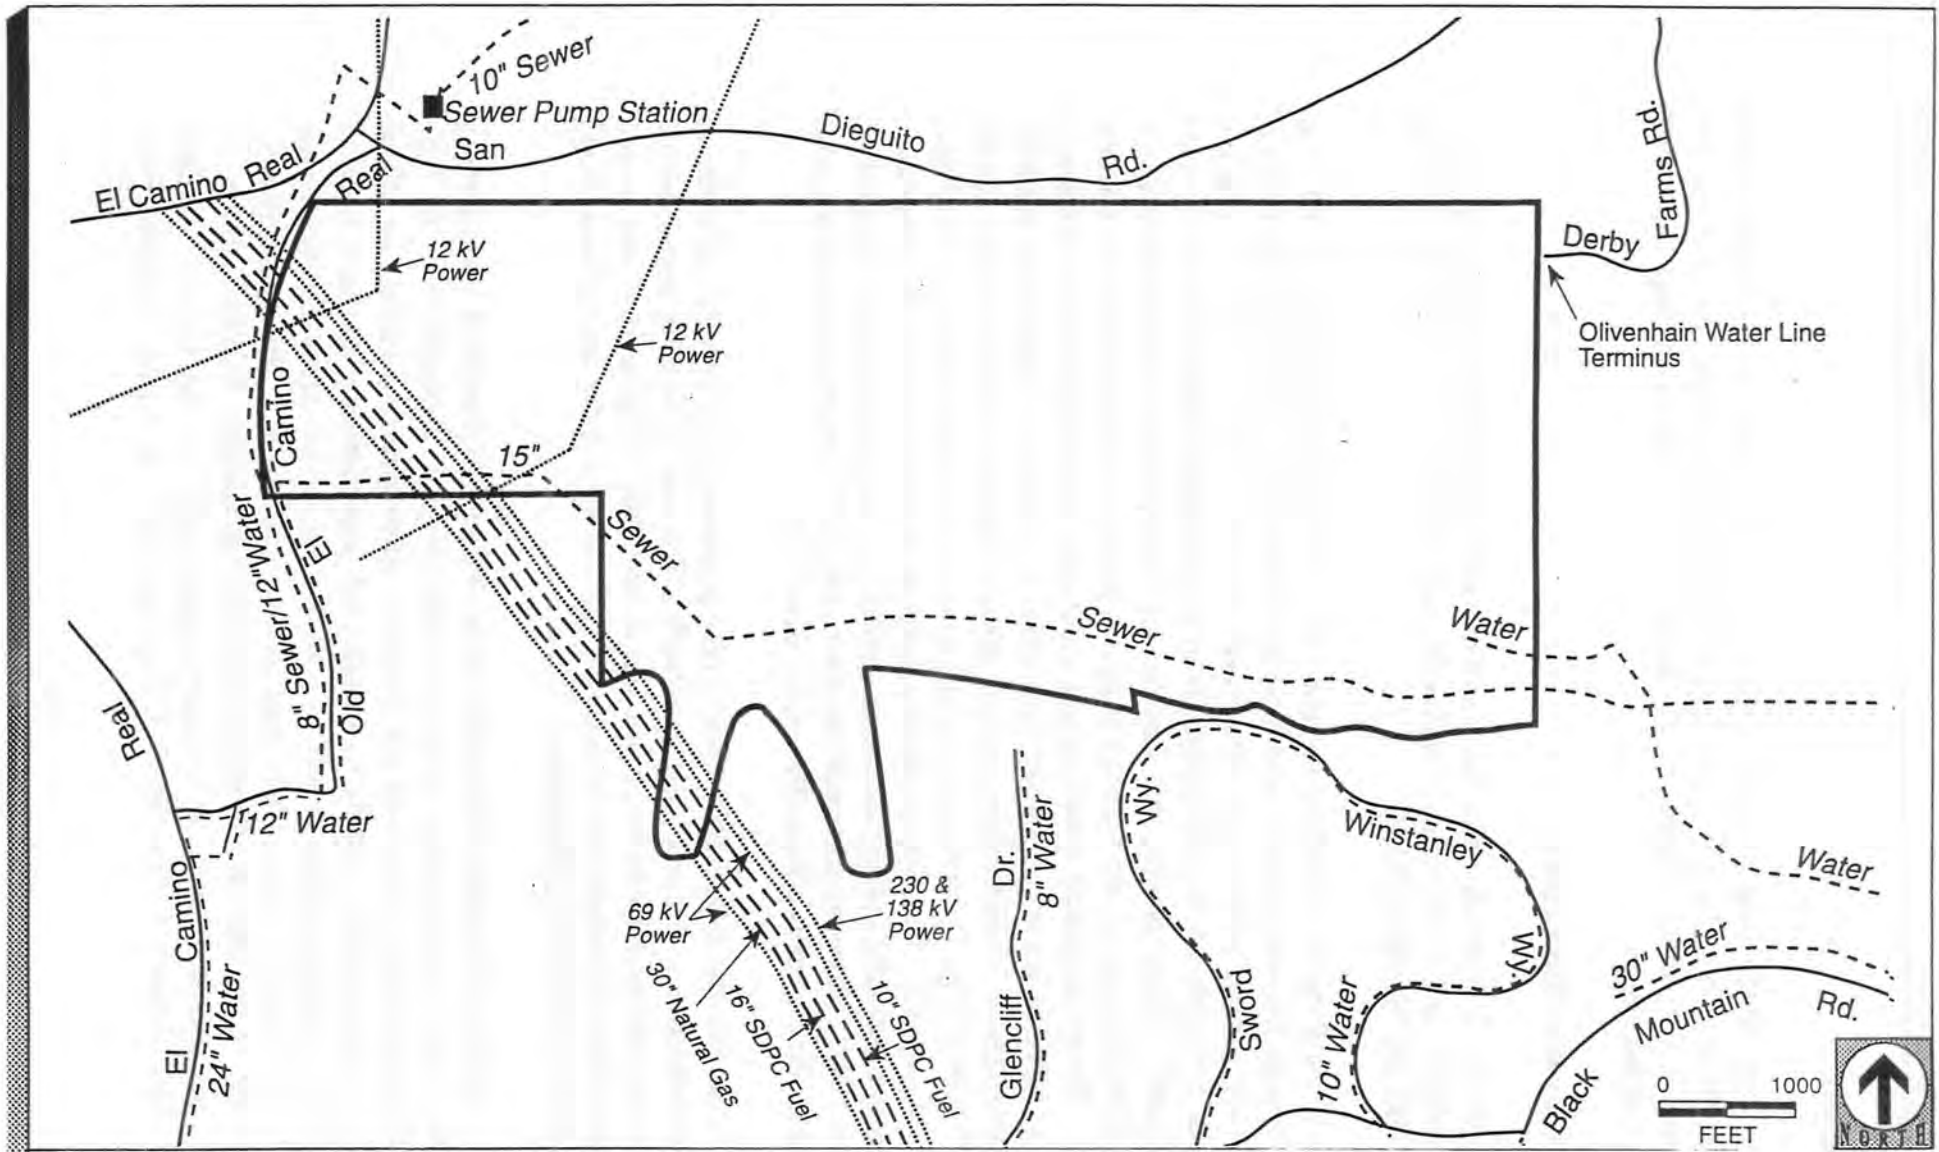 10" Sewer
Sewer Pump Station
San Dieguito Rd.
Farms Rd.
Derby
El Camino Real
Real
12 kV
Power
12 kV
Power
Olivenhain Water Line
Terminus
Camino
15"
Sewer
El
8" Sewer/12"Water
Old
Sewer
Water
Real
12" Water
Camino
El
24" Water
69 kV
Power
230 &
138 kV
Power
30" Natural Gas
16" SDPC Fuel
10" SDPC Fuel
Dr.
8" Water
Glencliff
Wy.
Sword
Winstanley
Wy.
10" Water
Water
30" Water
Black Mountain Rd.
0 1000
FEET
NORTH